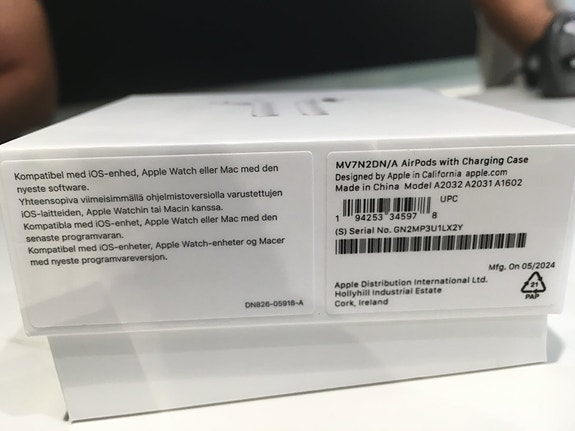 Kompatibel med iOS-enhed, Apple Watch eller Mac med den
nyeste software.
Yhteensopiva viimeisimmällä ohjelmistoversiolla varustettujen
iOS-laitteiden, Apple Watchin tai Macin kanssa.
Kompatibla med iOS-enhet, Apple Watch eller Mac med den
senaste programvaran.
Kompatibel med iOS-enheter, Apple Watch-enheter og Macer
med nyeste programvareversjon.
DN826-05918-A
MV7N2DN/A AirPods with Charging Case
Designed by Apple in California apple.com
Made in China Model A2032 A2031 A1602
UPC
1 94253 34597 8
(S) Serial No. GN2MP3U1LX2Y
Mfg. On 05/2024
Apple Distribution International Ltd.
Hollyhill Industrial Estate
Cork, Ireland
21
PAP